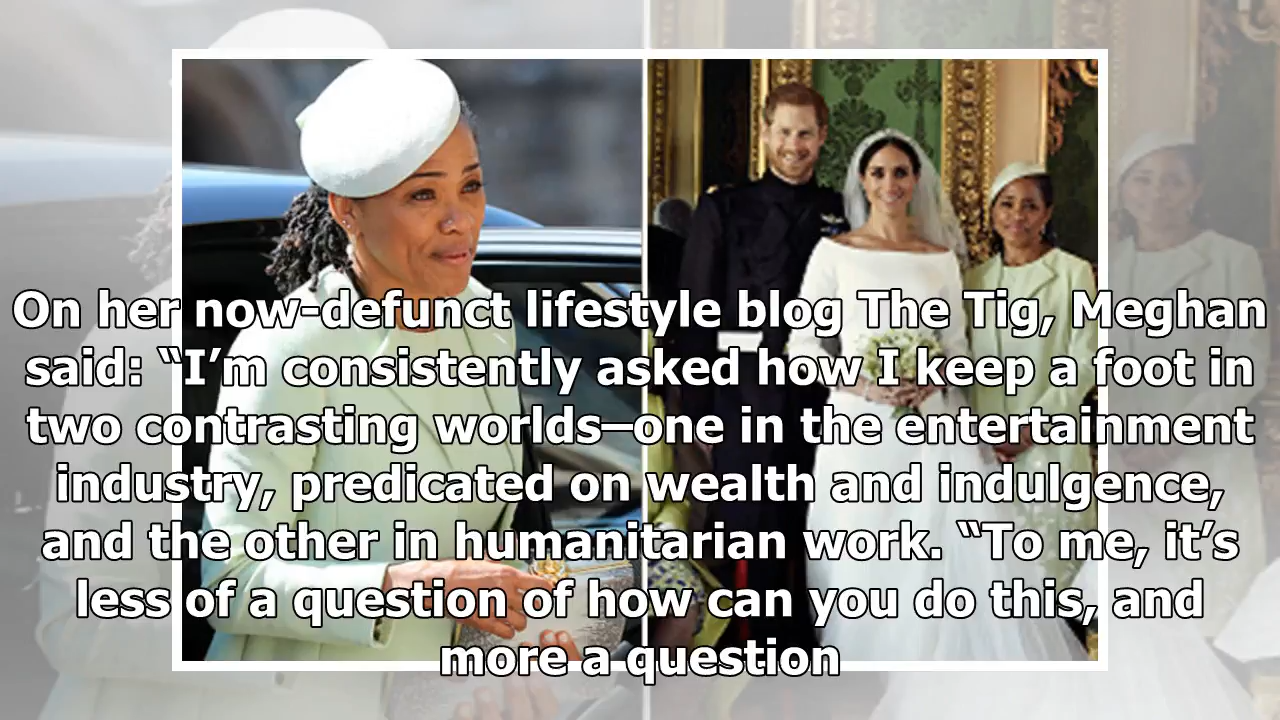 On her now-defunct lifestyle blog The Tig, Meghan
said: “I’m consistently asked how I keep a foot in
two contrasting worlds—one in the entertainment
industry, predicated on wealth and indulgence,
and the other in humanitarian work. “To me, it’s
less of a question of how can you do this, and
more a question